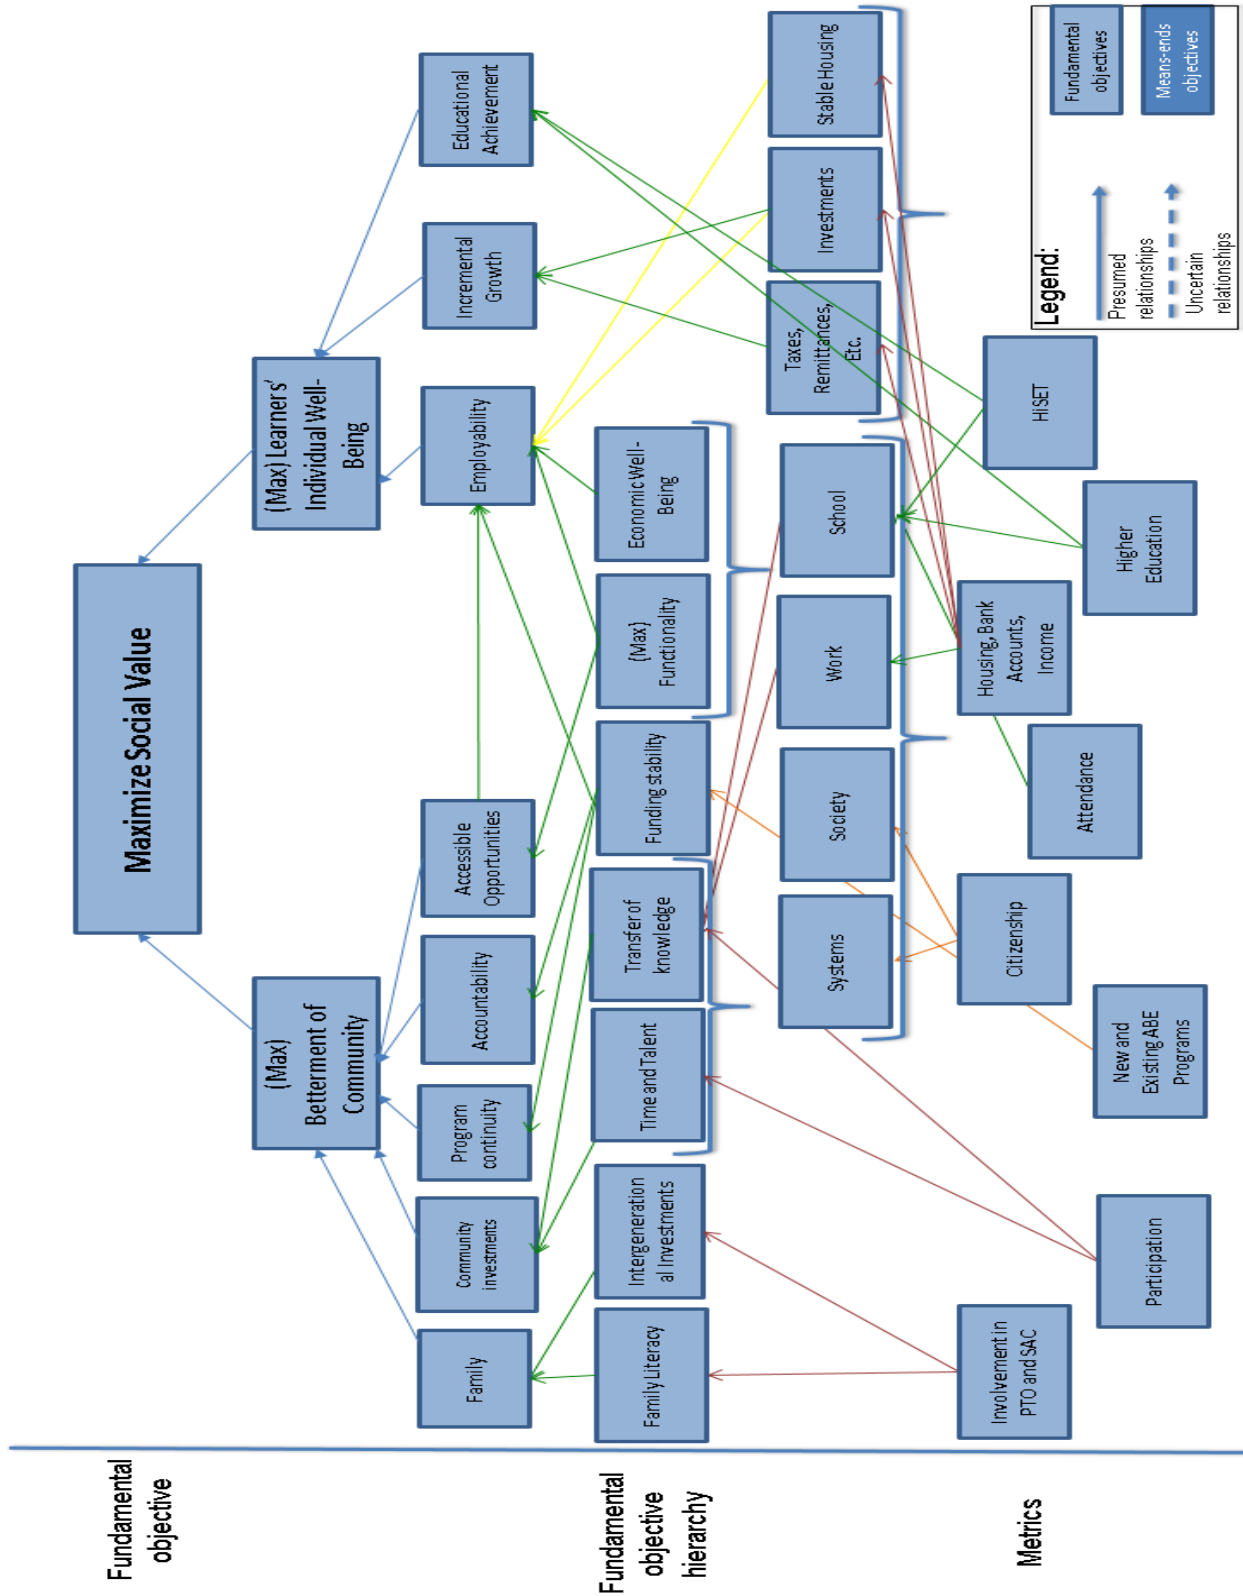 Fundamental
objective
Maximize Social Value
(Max)
Betterment of
Community
(Max) Learners'
Individual Well-
Being
Family
Community
investments
Program
continuity
Accountability
Accessible
Opportunities
Employability
Incremental
Growth
Educational
Achievement
Fundamental
objective
hierarchy
Family Literacy
Intergeneration
al Investments
Time and Talent
Transfer of
knowledge
Funding stability
(Max)
Functionality
Economic Well-
Being
Systems
Society
Work
School
Taxes,
Remittances,
Etc.
Investments
Stable Housing
Metrics
Involvement in
PTO and SAC
Participation
New and
Existing ABE
Programs
Citizenship
Attendance
Housing, Bank
Accounts,
Income
Higher
Education
HiSET
Legend:
Presumed
relationships
Uncertain
relationships
Fundamental
objectives
Means-ends
objectives